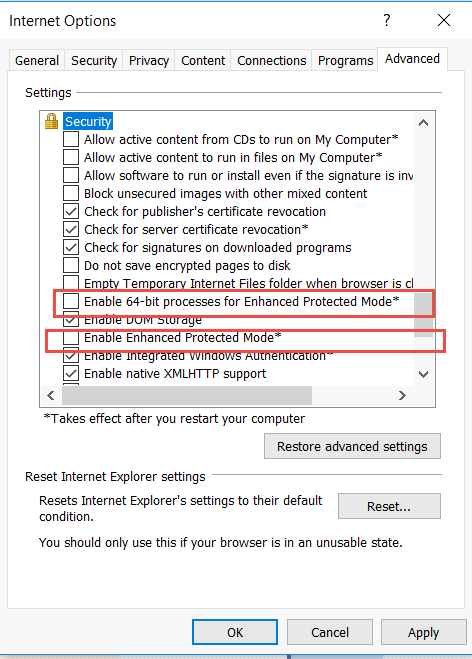 Internet Options
?
General Security Privacy Content Connections Programs Advanced
Settings
Security
Allow active content from CDs to run on My Computer*
Allow active content to run in files on My Computer*
Allow software to run or install even if the signature is inv
Block unsecured images with other mixed content
Check for publisher's certificate revocation
Check for server certificate revocation*
Check for signatures on downloaded programs
Do not save encrypted pages to disk
Empty Temporary Internet Files folder when browser is cl
Enable 64-bit processes for Enhanced Protected Mode*
Enable DOM Storage
Enable Enhanced Protected Mode*
Enable Integrated Windows Authentication*
Enable native XMLHTTP support
*Takes effect after you restart your computer
Restore advanced settings
Reset Internet Explorer settings
Resets Internet Explorer's settings to their default
condition.
Reset...
You should only use this if your browser is in an unusable state.
OK Cancel Apply